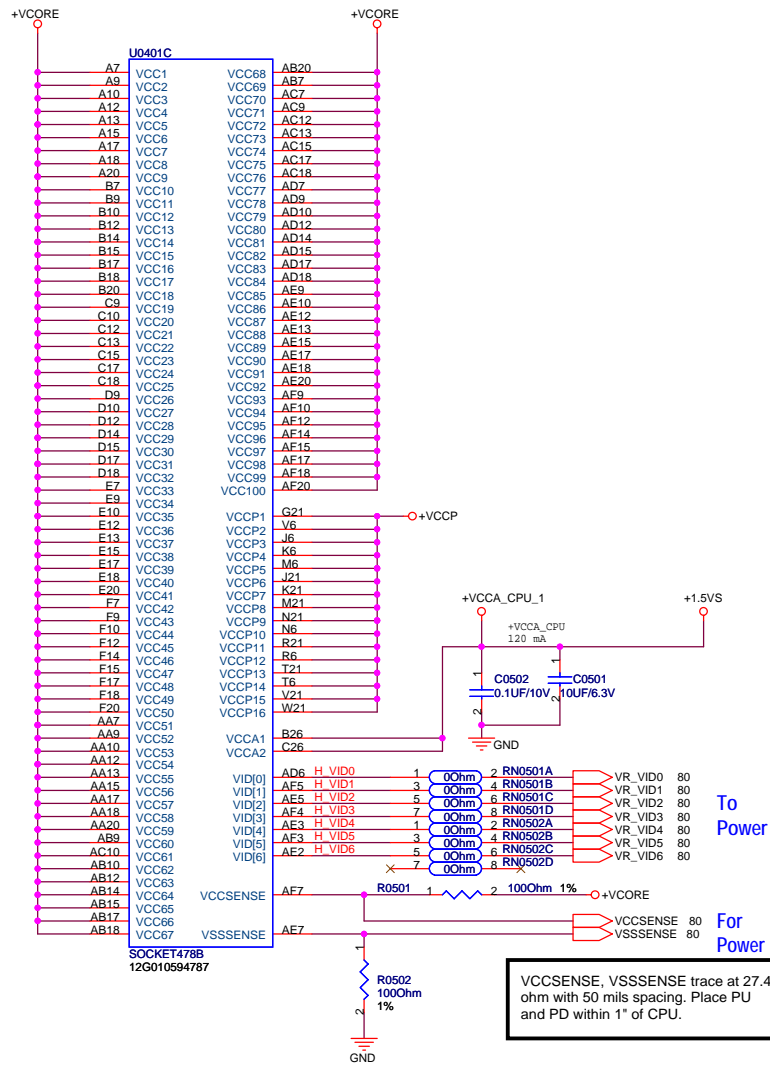 +VCORE +VCORE
U0401C
A7 VCC1 VCC68 AB20
A9 VCC2 VCC69 AB7
A10 VCC3 VCC70 AC7
A12 VCC4 VCC71 AC9
A13 VCC5 VCC72 AC12
A15 VCC6 VCC73 AC13
A17 VCC7 VCC74 AC15
A18 VCC8 VCC75 AC17
A20 VCC9 VCC76 AC18
B7 VCC10 VCC77 AD7
B9 VCC11 VCC78 AD9
B10 VCC12 VCC79 AD10
B12 VCC13 VCC80 AD12
B14 VCC14 VCC81 AD14
B15 VCC15 VCC82 AD15
B17 VCC16 VCC83 AD17
B18 VCC17 VCC84 AD18
B20 VCC18 VCC85 AE9
C9 VCC19 VCC86 AE10
C10 VCC20 VCC87 AE12
C12 VCC21 VCC88 AE13
C13 VCC22 VCC89 AE15
C15 VCC23 VCC90 AE17
C17 VCC24 VCC91 AE18
C18 VCC25 VCC92 AE20
D9 VCC26 VCC93 AF9
D10 VCC27 VCC94 AF10
D12 VCC28 VCC95 AF12
D14 VCC29 VCC96 AF14
D15 VCC30 VCC97 AF15
D17 VCC31 VCC98 AF17
D18 VCC32 VCC99 AF18
E7 VCC33 VCC100 AF20
E9 VCC34
E10 VCC35 VCCP1 G21 +VCCP
E12 VCC36 VCCP2 V6
E13 VCC37 VCCP3 J6
E15 VCC38 VCCP4 K6
E17 VCC39 VCCP5 M6
E18 VCC40 VCCP6 J21
E20 VCC41 VCCP7 K21
F7 VCC42 VCCP8 M21
F9 VCC43 VCCP9 N21
F10 VCC44 VCCP10 N6
F12 VCC45 VCCP11 R21
F14 VCC46 VCCP12 R6
F15 VCC47 VCCP13 T21
F17 VCC48 VCCP14 T6
F18 VCC49 VCCP15 V21
F20 VCC50 VCCP16 W21
AA7 VCC51
AA9 VCC52 VCCA1 B26
AA10 VCC53 VCCA2 C26
AA12 VCC54
AA13 VCC55 VID[0] AD6 H_VID0 1 0Ohm 2 RN0501A VR_VID0 80
AA15 VCC56 VID[1] AF5 H_VID1 3 0Ohm 4 RN0501B VR_VID1 80
AA17 VCC57 VID[2] AE5 H_VID2 5 0Ohm 6 RN0501C VR_VID2 80
AA18 VCC58 VID[3] AF4 H_VID3 7 0Ohm 8 RN0501D VR_VID3 80
AA20 VCC59 VID[4] AE3 H_VID4 1 0Ohm 2 RN0502A VR_VID4 80
AB9 VCC60 VID[5] AF3 H_VID5 3 0Ohm 4 RN0502B VR_VID5 80
AC10 VCC61 VID[6] AE2 H_VID6 5 0Ohm 6 RN0502C VR_VID6 80
AB10 VCC62 7 0Ohm 8 RN0502D
AB12 VCC63
AB14 VCC64 VCCSENSE AF7 R0501 1 2 100Ohm 1% +VCORE
AB15 VCC65
AB17 VCC66 VCCSENSE 80
AB18 VCC67 VSSSENSE AE7 VSSSENSE 80
SOCKET478B
12G010594787
+VCCA_CPU_1 +1.5VS
+VCCA_CPU
120 mA
1 C0502 0.1UF/10V 2
1 C0501 10UF/6.3V 2
GND
To
Power
For
Power
1
R0502
100Ohm
1%
2
GND
VCCSENSE, VSSSENSE trace at 27.4
ohm with 50 mils spacing. Place PU
and PD within 1" of CPU.